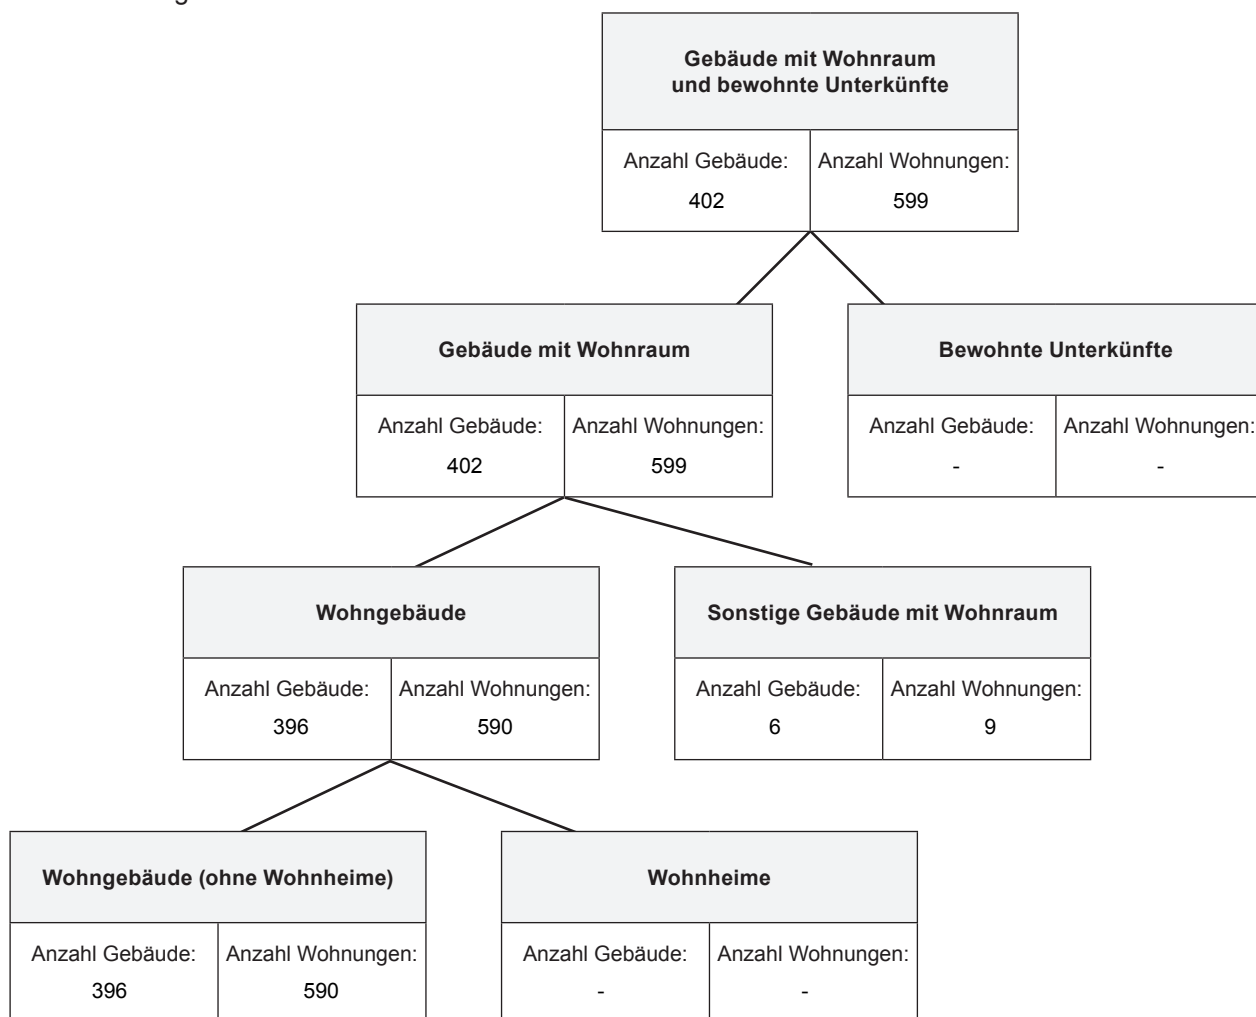 Gebäude mit Wohnraum
und bewohnte Unterkünfte
Anzahl Gebäude: Anzahl Wohnungen:
402 599
Gebäude mit Wohnraum
Bewohnte Unterkünfte
Anzahl Gebäude: Anzahl Wohnungen:
402 599
Anzahl Gebäude: Anzahl Wohnungen:
- -
Wohngebäude
Sonstige Gebäude mit Wohnraum
Anzahl Gebäude: Anzahl Wohnungen:
396 590
Anzahl Gebäude: Anzahl Wohnungen:
6 9
Wohngebäude (ohne Wohnheime)
Wohnheime
Anzahl Gebäude: Anzahl Wohnungen:
396 590
Anzahl Gebäude: Anzahl Wohnungen:
- -